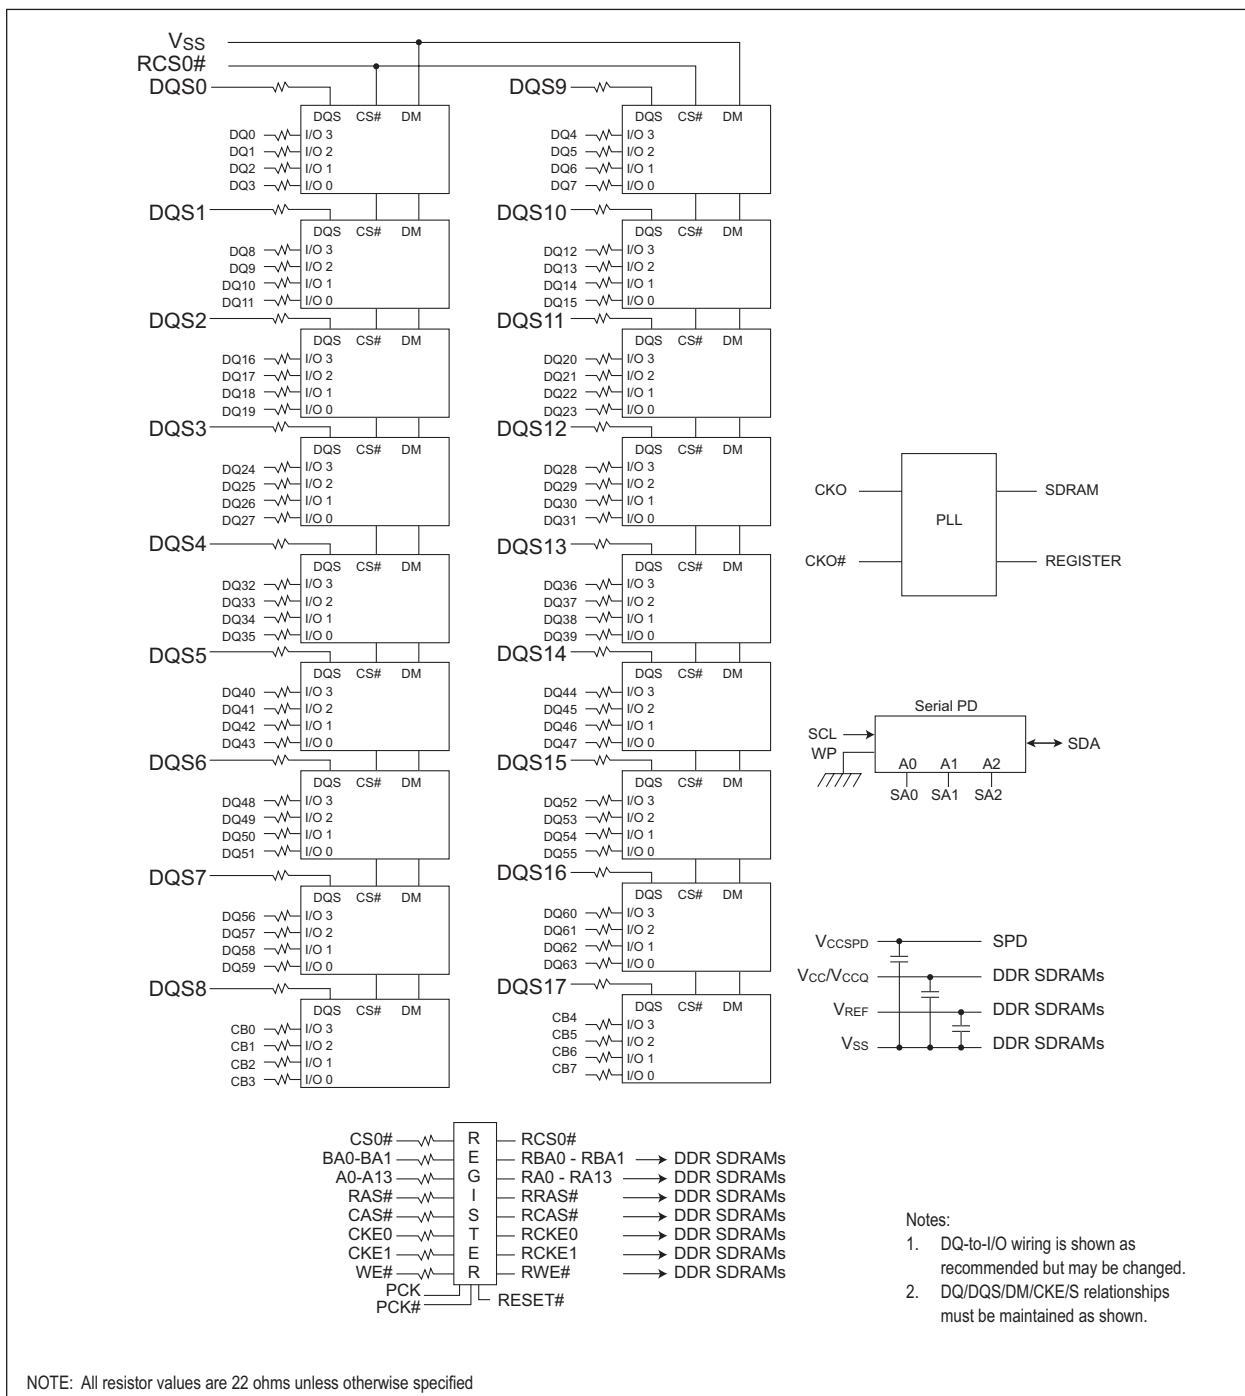 VSS
RCS0#
DQS0 DQS9
DQS CS# DM DQS CS# DM
DQ0 I/O 3 DQ4 I/O 3
DQ1 I/O 2 DQ5 I/O 2
DQ2 I/O 1 DQ6 I/O 1
DQ3 I/O 0 DQ7 I/O 0
DQS1 DQS10
DQS CS# DM DQS CS# DM
DQ8 I/O 3 DQ12 I/O 3
DQ9 I/O 2 DQ13 I/O 2
DQ10 I/O 1 DQ14 I/O 1
DQ11 I/O 0 DQ15 I/O 0
DQS2 DQS11
DQS CS# DM DQS CS# DM
DQ16 I/O 3 DQ20 I/O 3
DQ17 I/O 2 DQ21 I/O 2
DQ18 I/O 1 DQ22 I/O 1
DQ19 I/O 0 DQ23 I/O 0
DQS3 DQS12
DQS CS# DM DQS CS# DM
DQ24 I/O 3 DQ28 I/O 3
DQ25 I/O 2 DQ29 I/O 2
DQ26 I/O 1 DQ30 I/O 1
DQ27 I/O 0 DQ31 I/O 0
DQS4 DQS13
DQS CS# DM DQS CS# DM
DQ32 I/O 3 DQ36 I/O 3
DQ33 I/O 2 DQ37 I/O 2
DQ34 I/O 1 DQ38 I/O 1
DQ35 I/O 0 DQ39 I/O 0
DQS5 DQS14
DQS CS# DM DQS CS# DM
DQ40 I/O 3 DQ44 I/O 3
DQ41 I/O 2 DQ45 I/O 2
DQ42 I/O 1 DQ46 I/O 1
DQ43 I/O 0 DQ47 I/O 0
DQS6 DQS15
DQS CS# DM DQS CS# DM
DQ48 I/O 3 DQ52 I/O 3
DQ49 I/O 2 DQ53 I/O 2
DQ50 I/O 1 DQ54 I/O 1
DQ51 I/O 0 DQ55 I/O 0
DQS7 DQS16
DQS CS# DM DQS CS# DM
DQ56 I/O 3 DQ60 I/O 3
DQ57 I/O 2 DQ61 I/O 2
DQ58 I/O 1 DQ62 I/O 1
DQ59 I/O 0 DQ63 I/O 0
DQS8 DQS17
DQS CS# DM DQS CS# DM
CB0 I/O 3 CB4 I/O 3
CB1 I/O 2 CB5 I/O 2
CB2 I/O 1 CB6 I/O 1
CB3 I/O 0 CB7 I/O 0
CKO SDRAM
PLL
CKO# REGISTER
Serial PD
SCL SDA
WP
A0 A1 A2
SA0 SA1 SA2
VCCSPD SPD
VCC/VCCQ DDR SDRAMs
VREF DDR SDRAMs
VSS DDR SDRAMs
CS0# R RCS0#
BA0-BA1 E RBA0 - RBA1 DDR SDRAMs
A0-A13 G RA0 - RA13 DDR SDRAMs
RAS# I RRAS# DDR SDRAMs
CAS# S RCAS# DDR SDRAMs
CKE0 T RCKE0 DDR SDRAMs
CKE1 E RCKE1 DDR SDRAMs
WE# R RWE# DDR SDRAMs
PCK
PCK# RESET#
Notes:
1. DQ-to-I/O wiring is shown as
recommended but may be changed.
2. DQ/DQS/DM/CKE/S relationships
must be maintained as shown.
NOTE: All resistor values are 22 ohms unless otherwise specified